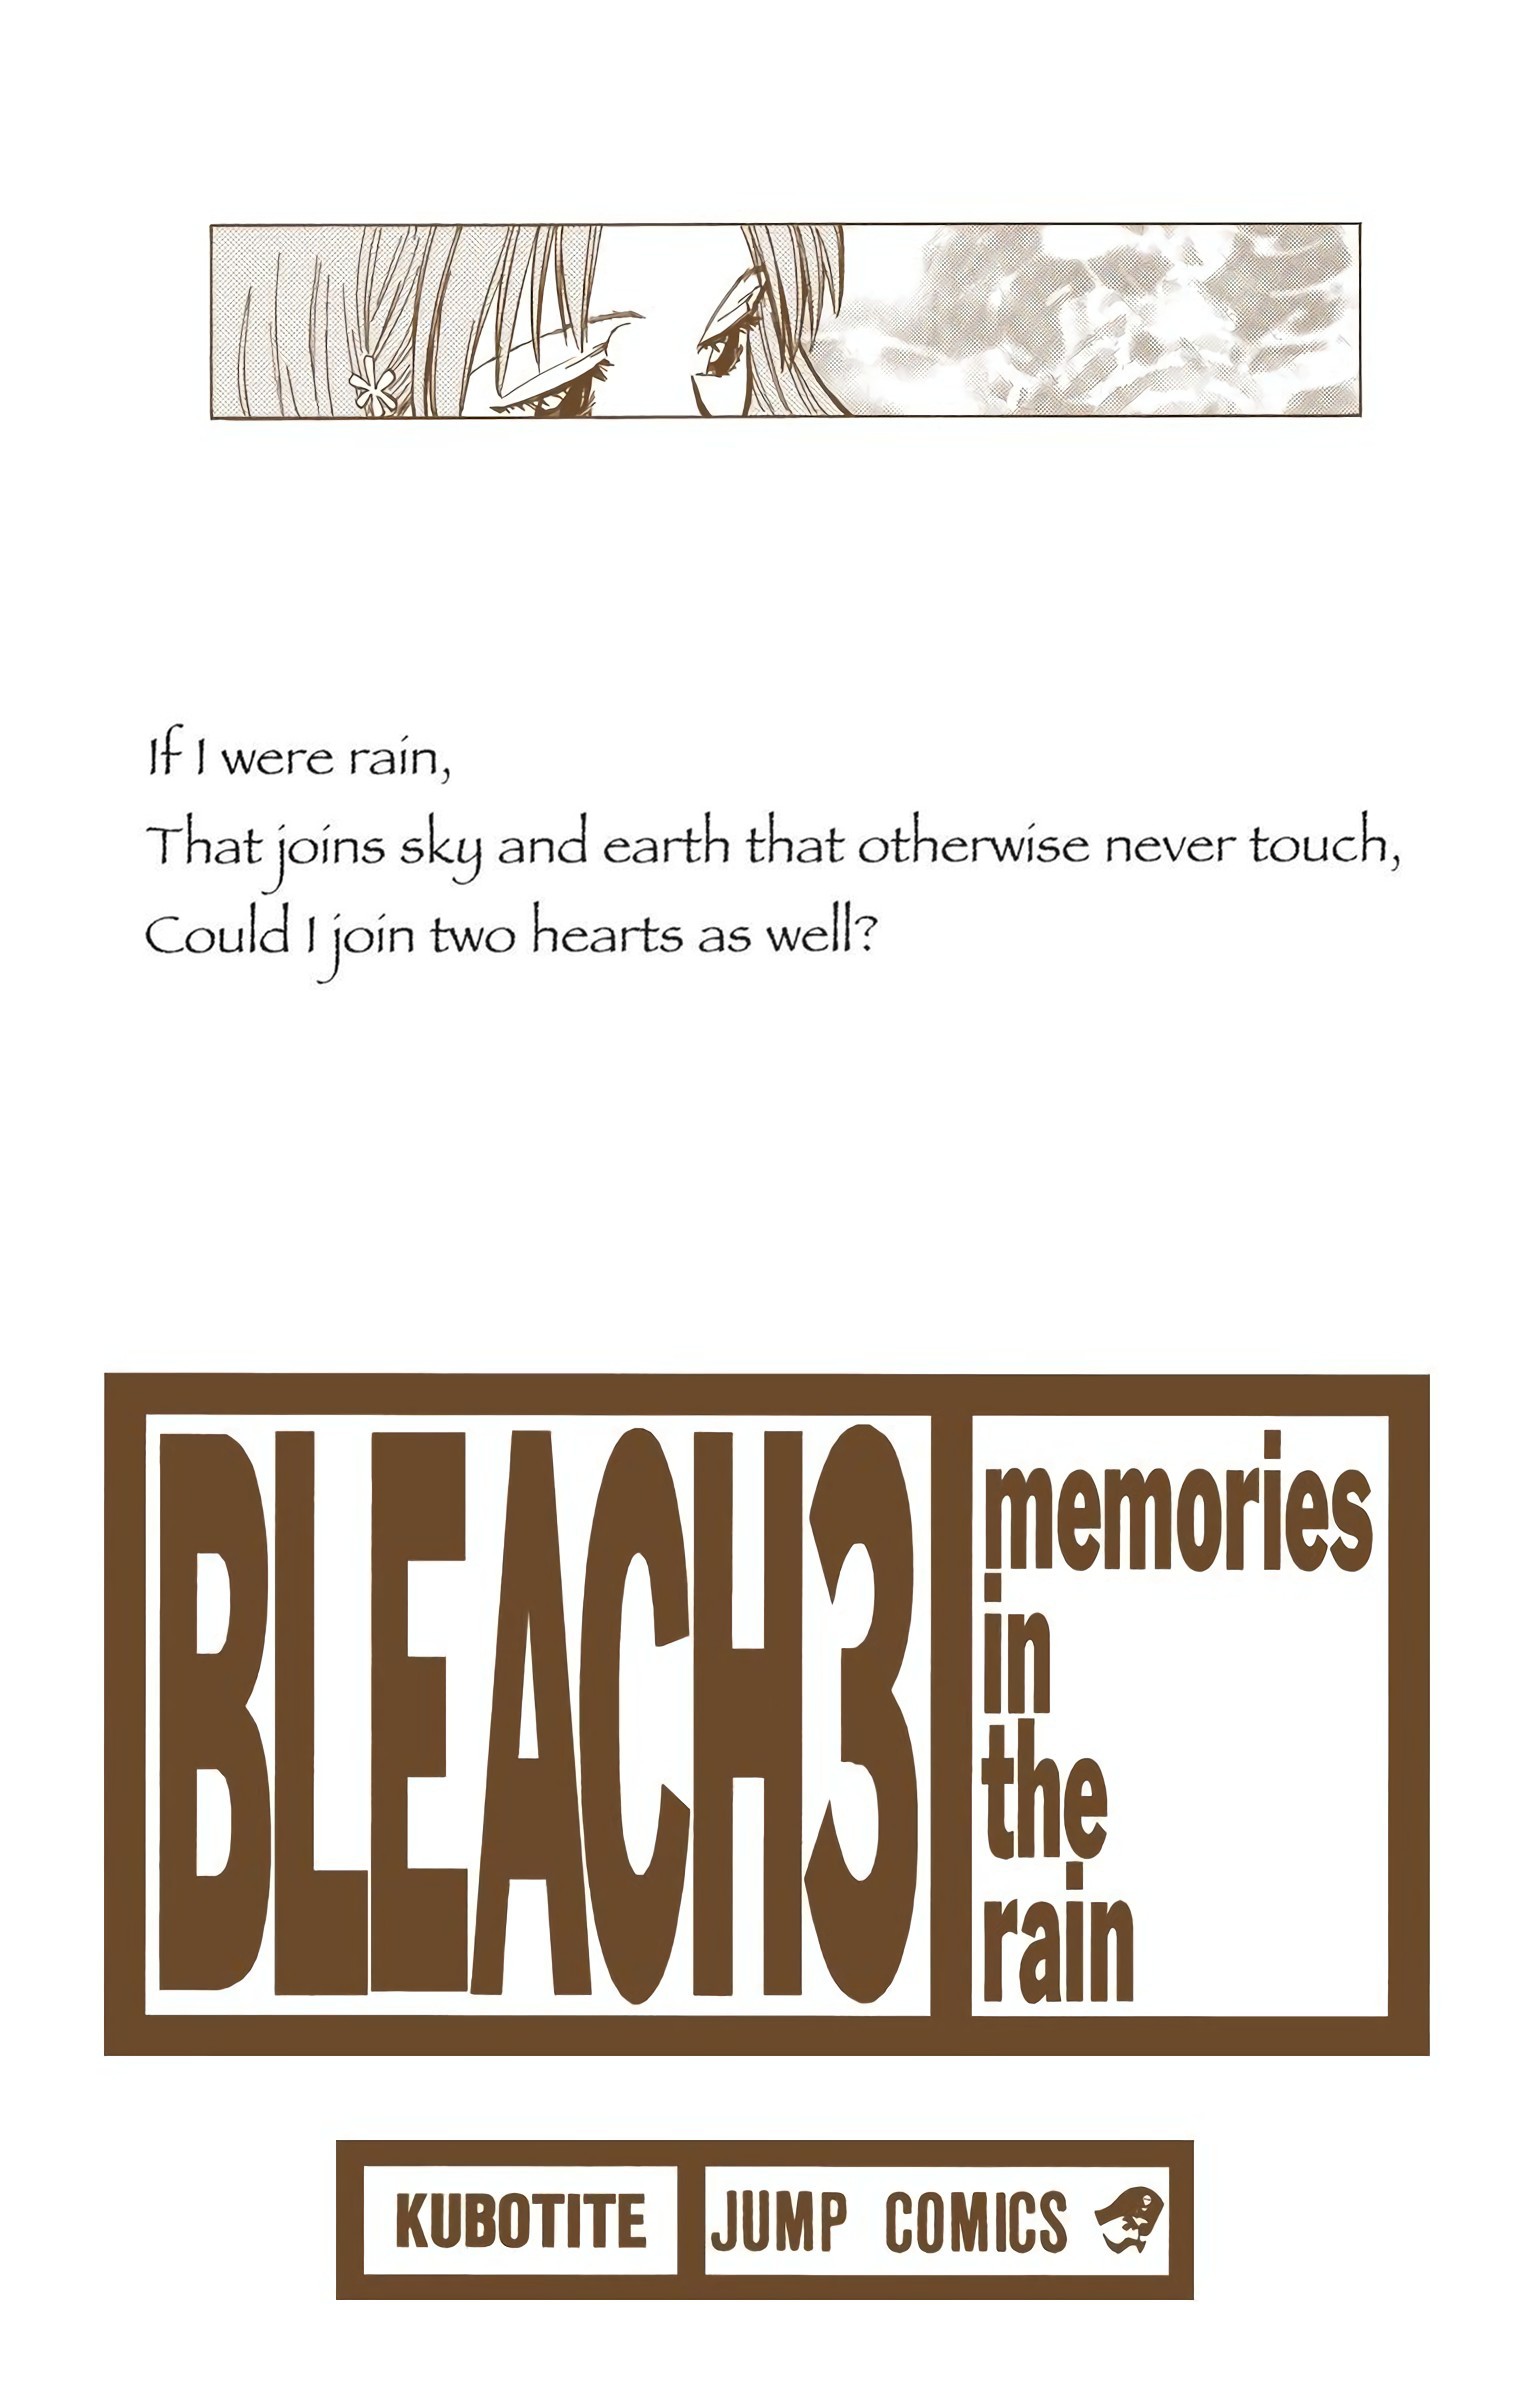 If I were rain,
That joins sky and earth that otherwise never touch,
Could I join two hearts as well?
BLEACH3
memories
in
the
rain
KUBOTITE
JUMP COMICS